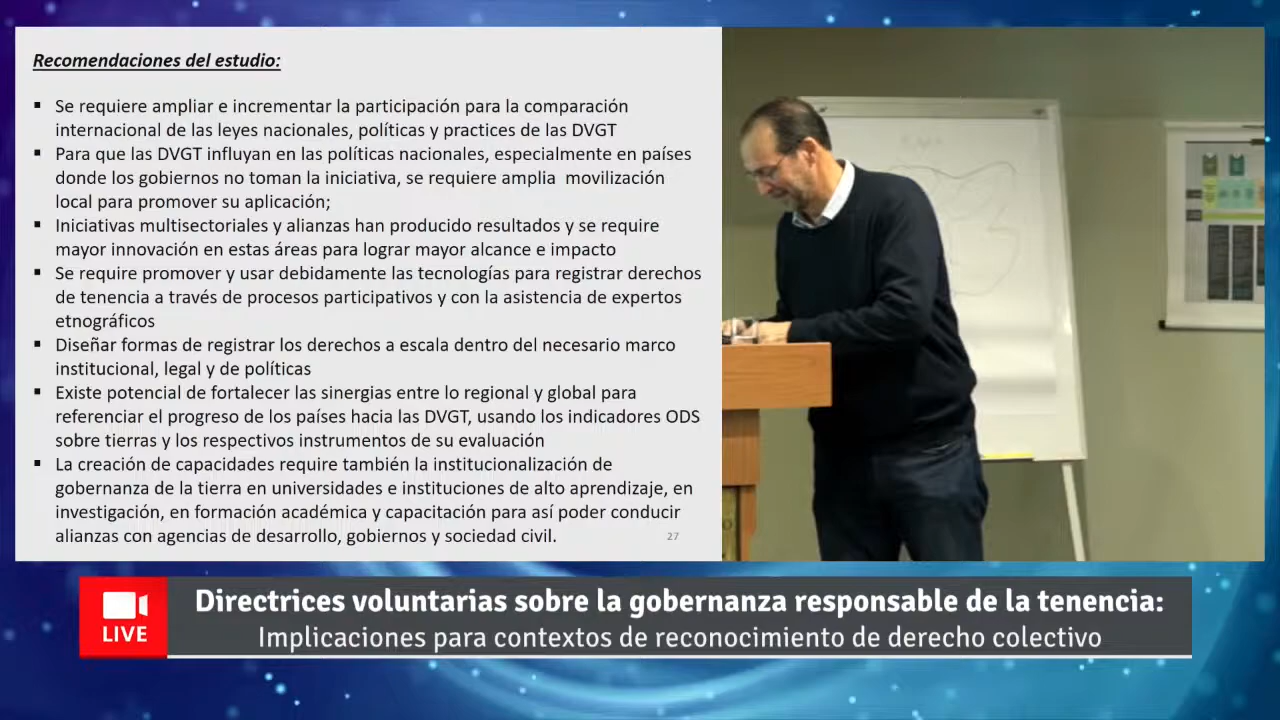 Recomendaciones del estudio:
▪ Se requiere ampliar e incrementar la participación para la comparación
internacional de las leyes nacionales, políticas y practices de las DVGT
▪ Para que las DVGT influyan en las políticas nacionales, especialmente en países
donde los gobiernos no toman la iniciativa, se requiere amplia movilización
local para promover su aplicación;
▪ Iniciativas multisectoriales y alianzas han producido resultados y se require
mayor innovación en estas áreas para lograr mayor alcance e impacto
▪ Se require promover y usar debidamente las tecnologías para registrar derechos
de tenencia a través de procesos participativos y con la asistencia de expertos
etnográficos
▪ Diseñar formas de registrar los derechos a escala dentro del necesario marco
institucional, legal y de políticas
▪ Existe potencial de fortalecer las sinergias entre lo regional y global para
referenciar el progreso de los países hacia las DVGT, usando los indicadores ODS
sobre tierras y los respectivos instrumentos de su evaluación
▪ La creación de capacidades require también la institucionalización de
gobernanza de la tierra en universidades e instituciones de alto aprendizaje, en
investigación, en formación académica y capacitación para así poder conducir
alianzas con agencias de desarrollo, gobiernos y sociedad civil.
27
LIVE
Directrices voluntarias sobre la gobernanza responsable de la tenencia:
Implicaciones para contextos de reconocimiento de derecho colectivo